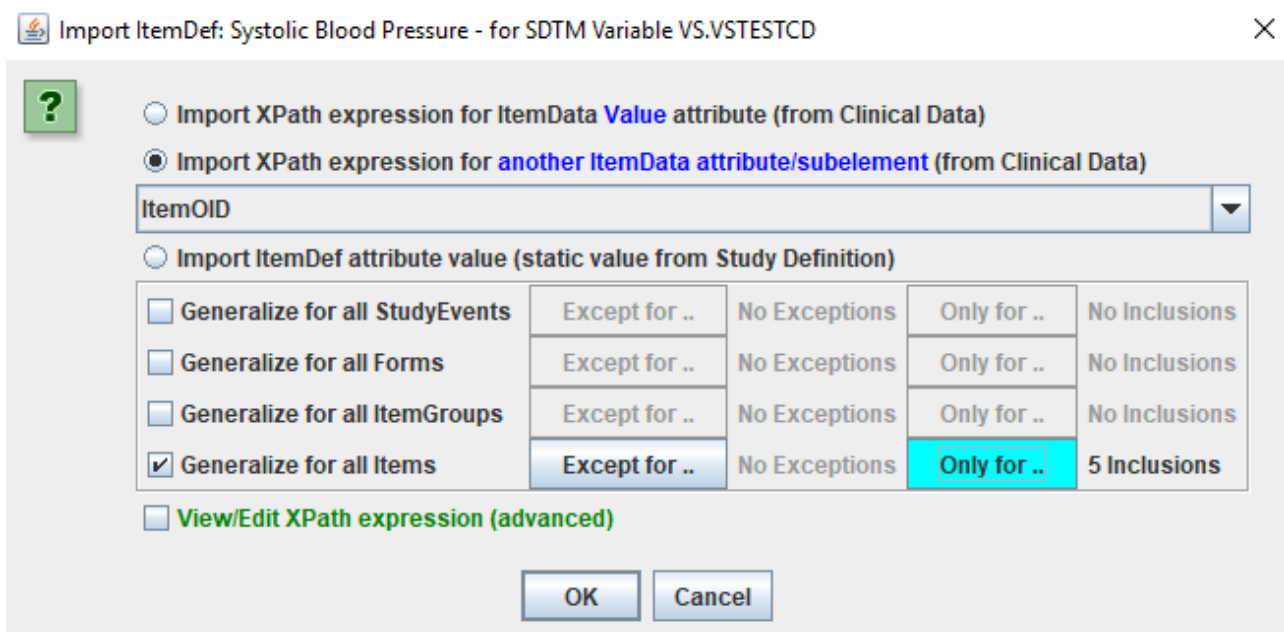 Import ItemDef: Systolic Blood Pressure - for SDTM Variable VS.VSTESTCD
?
Import XPath expression for ItemData Value attribute (from Clinical Data)
Import XPath expression for another ItemData attribute/subelement (from Clinical Data)
ItemOID
Import ItemDef attribute value (static value from Study Definition)
Generalize for all StudyEvents Except for .. No Exceptions Only for .. No Inclusions
Generalize for all Forms Except for .. No Exceptions Only for .. No Inclusions
Generalize for all ItemGroups Except for .. No Exceptions Only for .. No Inclusions
Generalize for all Items Except for .. No Exceptions Only for .. 5 Inclusions
View/Edit XPath expression (advanced)
OK Cancel